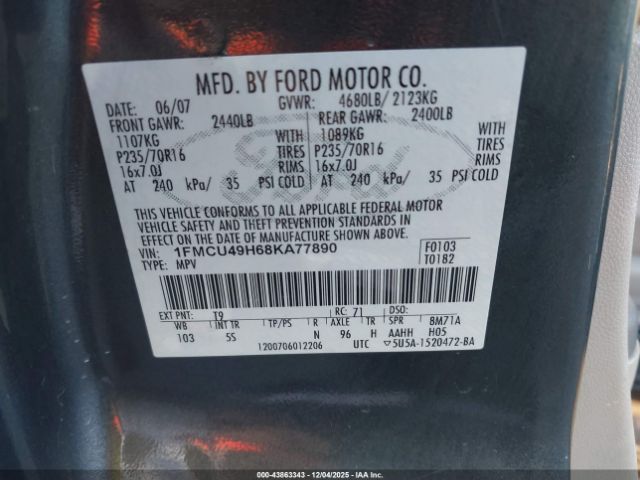 MFD. BY FORD MOTOR CO.
DATE: 06/07 GVWR: 4680LB/ 2123KG
FRONT GAWR: 2440LB REAR GAWR: 2400LB
1107KG WITH 1089KG WITH
P235/70R16 TIRES P235/70R16 TIRES
16x7.0J RIMS 16x7.0J RIMS
AT 240 kPa/ 35 PSI COLD AT 240 kPa/ 35 PSI COLD
THIS VEHICLE CONFORMS TO ALL APPLICABLE FEDERAL MOTOR
VEHICLE SAFETY AND THEFT PREVENTION STANDARDS IN
EFFECT ON THE DATE OF MANUFACTURE SHOWN ABOVE.
VIN: 1FMCU49H68KA77890 F0103
TYPE: MPV T0182
EXT PNT: T9 RC: 71 DSO:
WB INT TR TP/PS R AXLE TR SPR BM71A
103 5S N 96 H AAHH H05
1200706012206 UTC ▽5U5A-1520472-BA
Ford
000-43863343 - 12/04/2025 - IAA Inc.